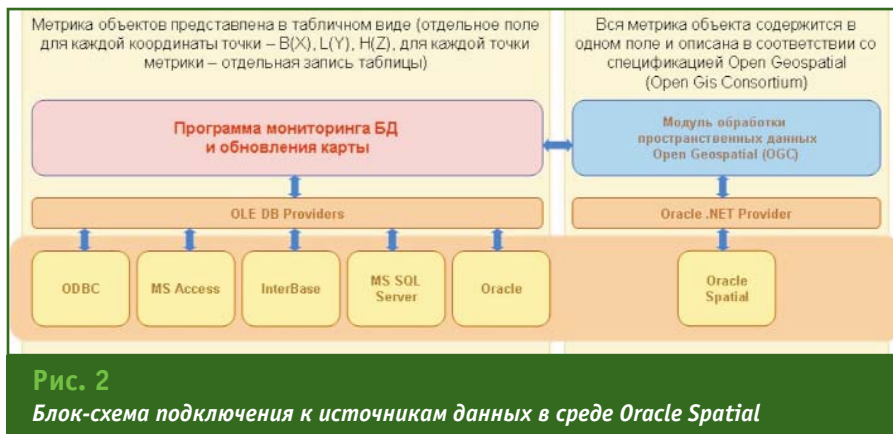 Метрика объектов представлена в табличном виде (отдельное поле
для каждой координаты точки – B(X), L(Y), H(Z), для каждой точки
метрики – отдельная запись таблицы)
Вся метрика объекта содержится в
одном поле и описана в соответствии со
спецификацией Open Geospatial
(Open Gis Consortium)
Программа мониторинга БД
и обновления карты
Модуль обработки
пространственных данных
Open Geospatial (OGC)
OLE DB Providers
Oracle .NET Provider
ODBC
MS Access
InterBase
MS SQL
Server
Oracle
Oracle
Spatial
Рис. 2
Блок-схема подключения к источникам данных в среде Oracle Spatial